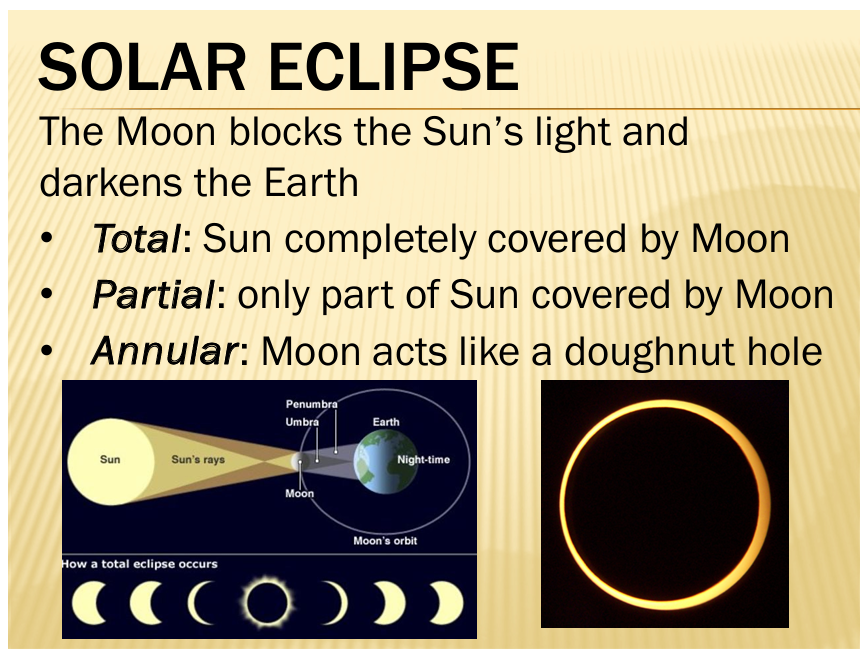 SOLAR ECLIPSE
The Moon blocks the Sun’s light and
darkens the Earth
• Total: Sun completely covered by Moon
• Partial: only part of Sun covered by Moon
• Annular: Moon acts like a doughnut hole
Penumbra
Umbra
Earth
Sun
Sun's rays
Night-time
Moon
Moon's orbit
How a total eclipse occurs